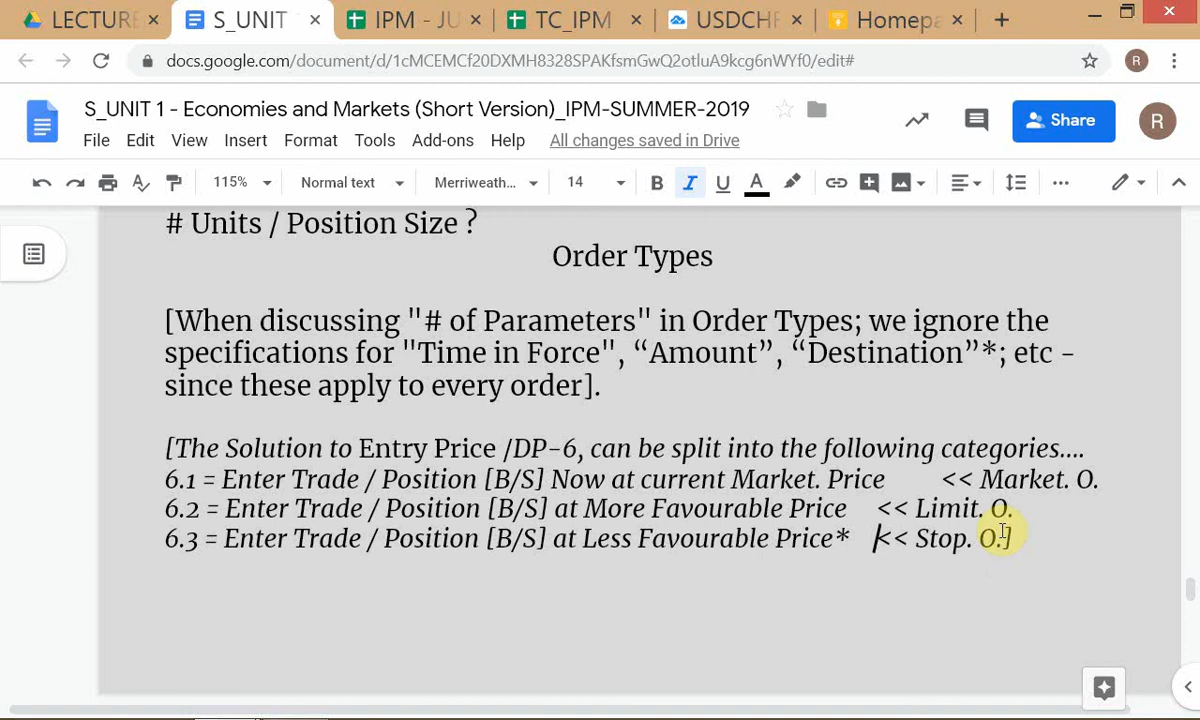 LECTURE
S_UNIT
IPM - JU
TC_IPM
USDCHF
Homepa
docs.google.com/document/d/1cMCEMCf20DXMH8328SPAKfsmGwQ2otluA9kcg6nWYf0/edit#
R
S_UNIT 1 - Economies and Markets (Short Version)_IPM-SUMMER-2019
Share
R
File Edit View Insert Format Tools Add-ons Help All changes saved in Drive
115% Normal text Merriweath... 14 B I U A
# Units / Position Size ?
Order Types
[When discussing "# of Parameters" in Order Types; we ignore the
specifications for "Time in Force", “Amount”, “Destination”*; etc -
since these apply to every order].
[The Solution to Entry Price /DP-6, can be split into the following categories....
6.1 = Enter Trade / Position [B/S] Now at current Market. Price << Market. O.
6.2 = Enter Trade / Position [B/S] at More Favourable Price << Limit. O.
6.3 = Enter Trade / Position [B/S] at Less Favourable Price* << Stop. O.]